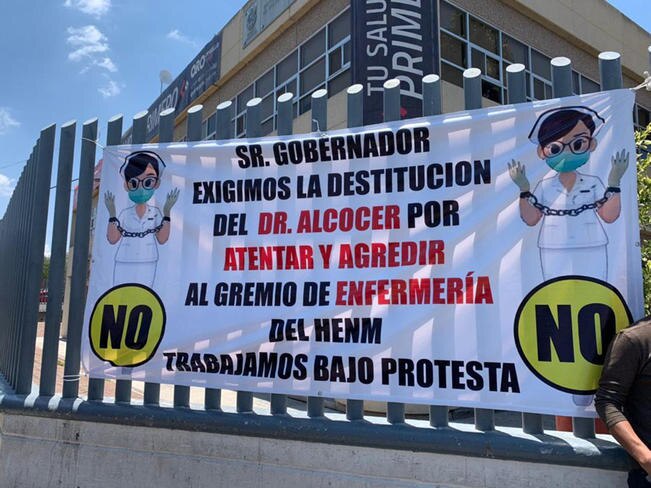 TU SALUD
PRIME
SR. GOBERNADOR
EXIGIMOS LA DESTITUCION
DEL DR. ALCOCER POR
ATENTAR Y AGREDIR
AL GREMIO DE ENFERMERÍA
DEL HENM
TRABAJAMOS BAJO PROTESTA
NO
NO